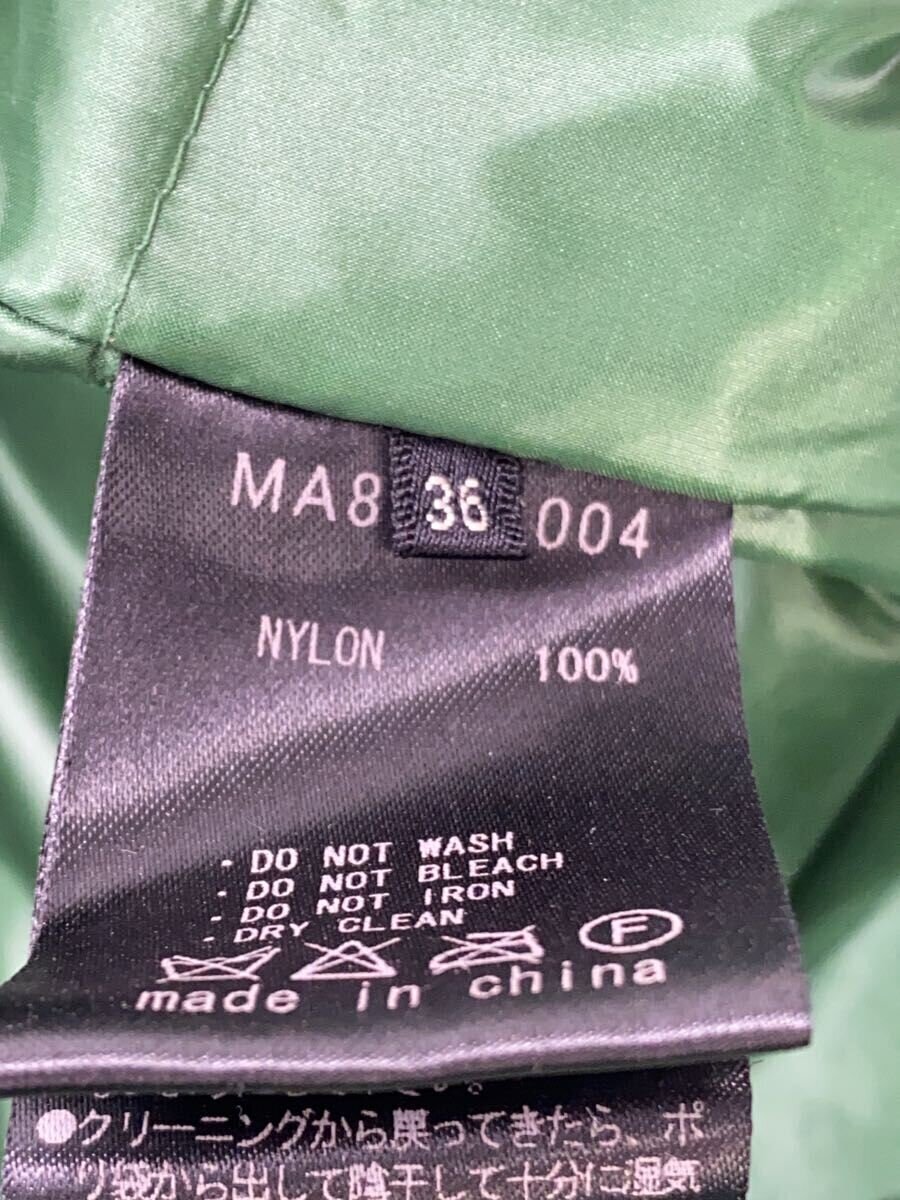 MA8 36 004
NYLON 100%
- DO NOT WASH
- DO NOT BLEACH
- DO NOT IRON
- DRY CLEAN
F
made in china
●クリーニングから戻ってきたら、ポ
リ袋から出して陰干して十分に湿気